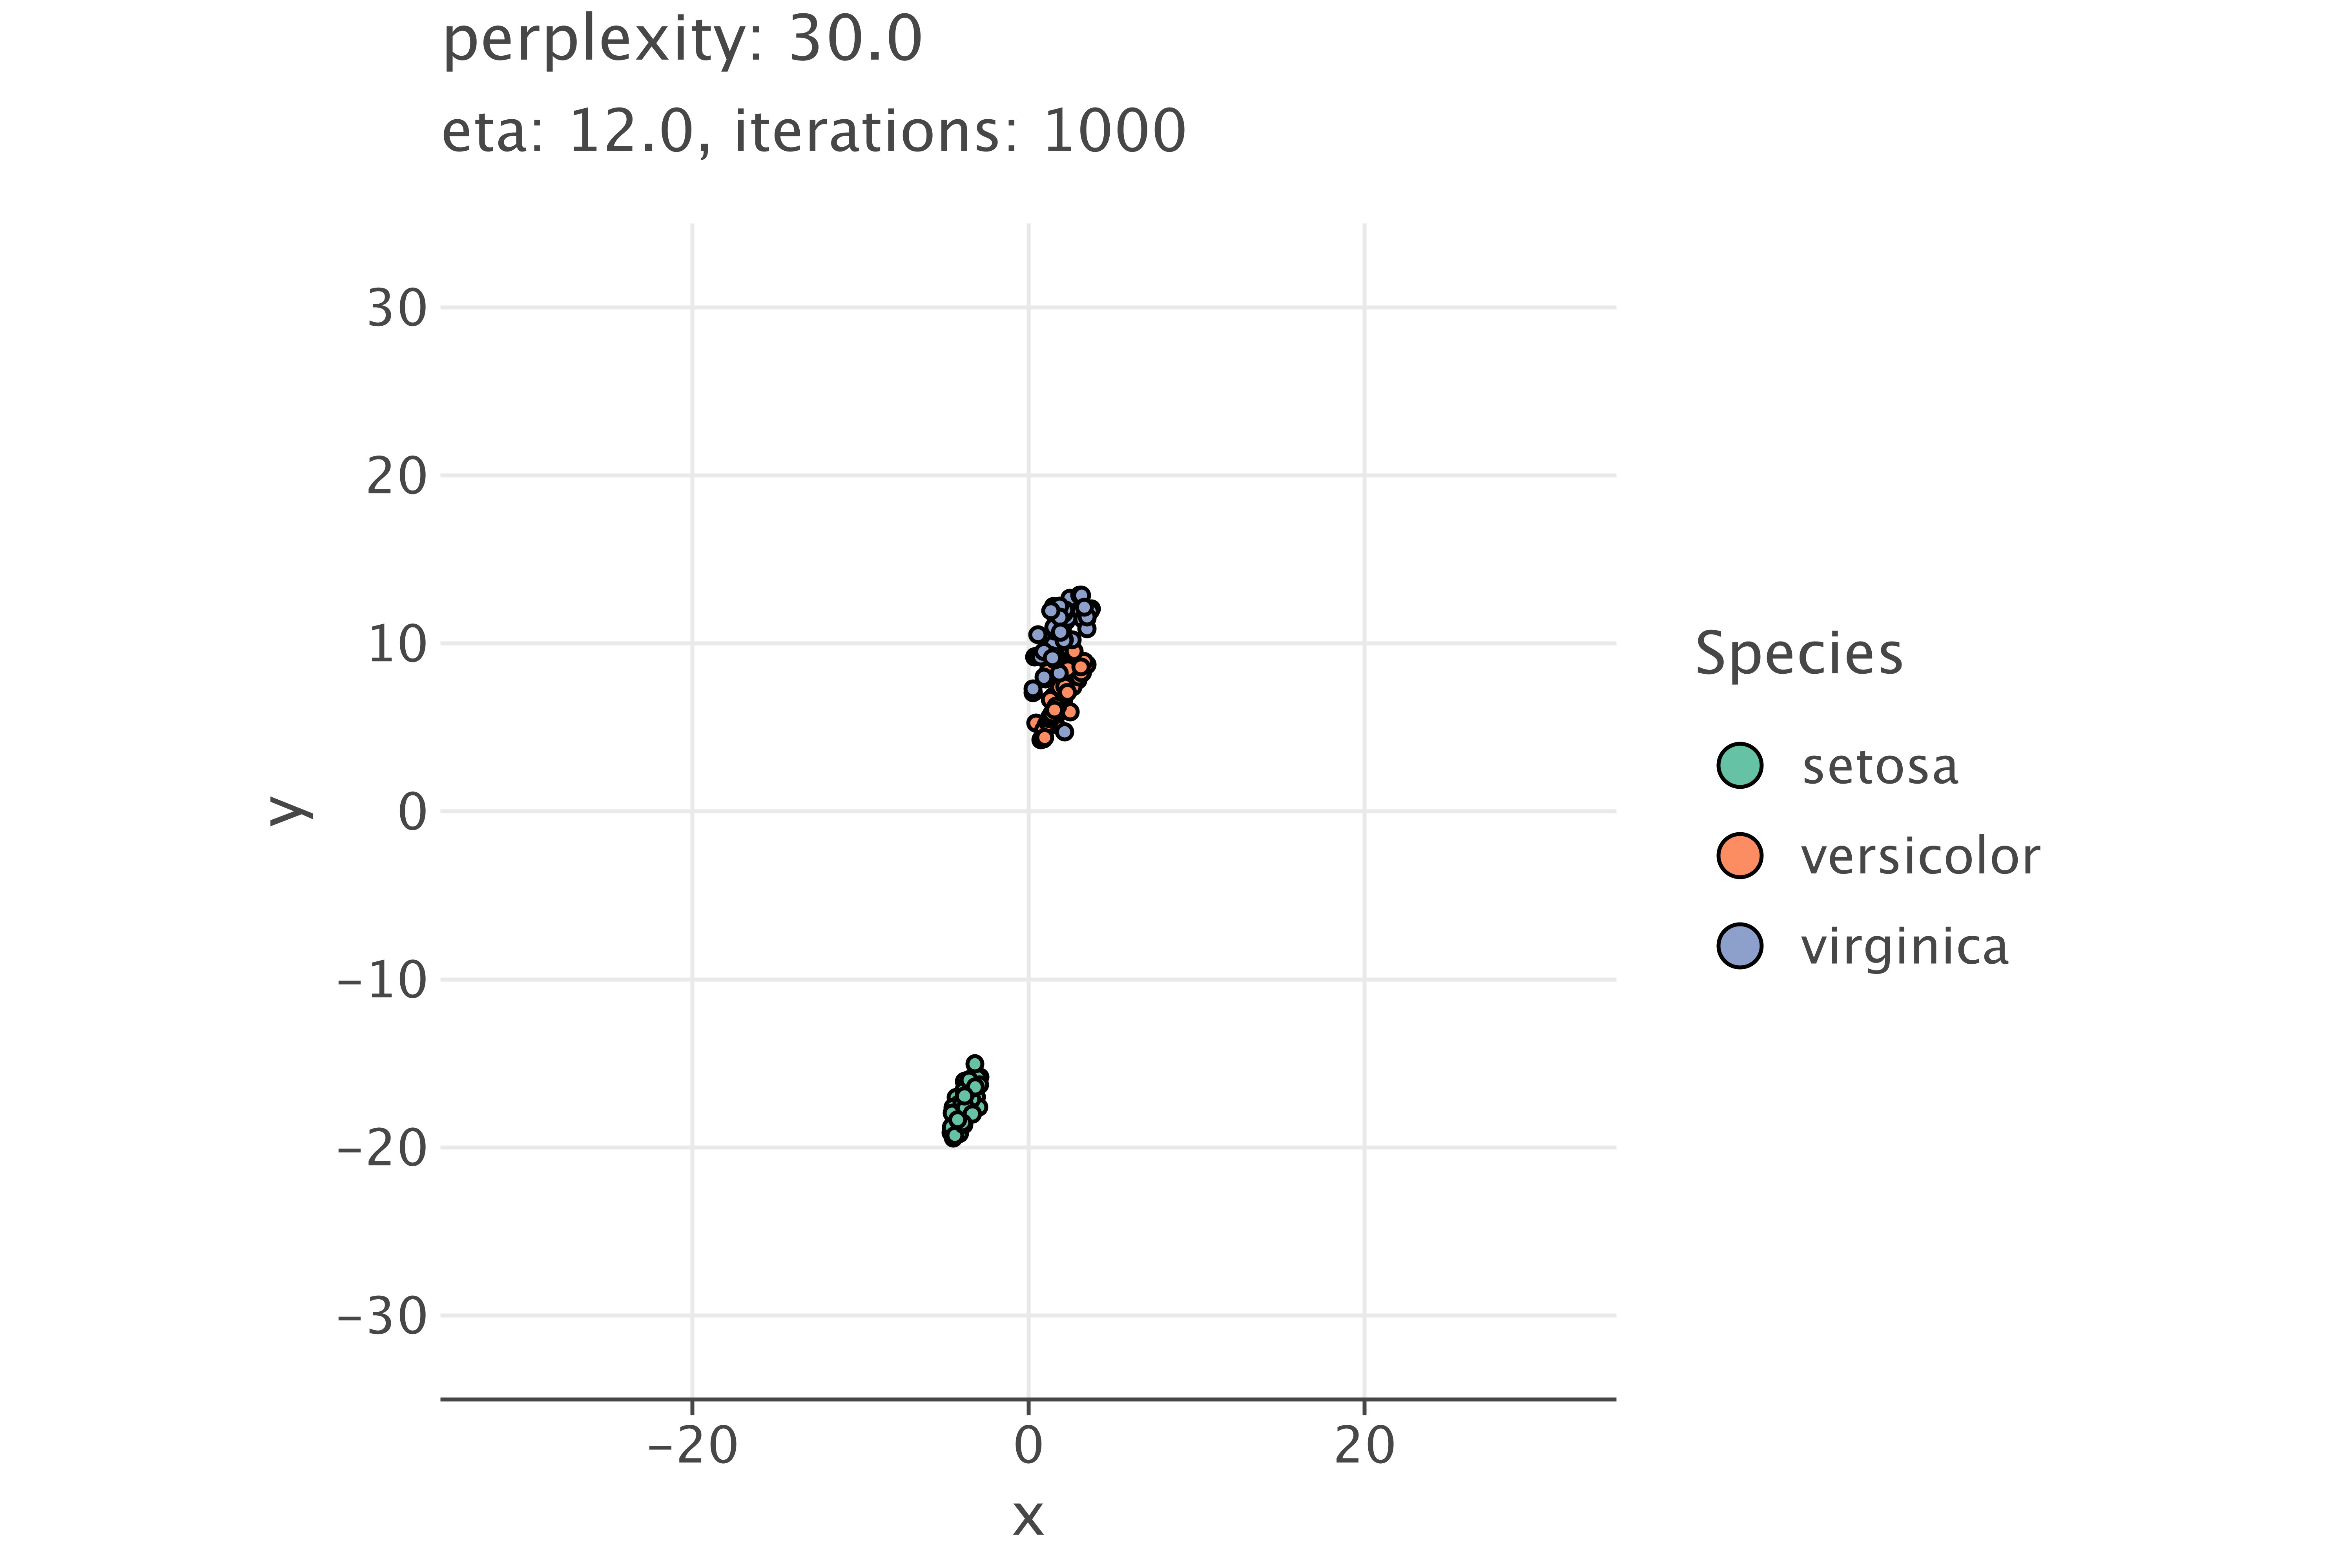 perplexity: 30.0
eta: 12.0, iterations: 1000
30
20
10
0
−10
−20
−30
y
−20
0
20
x
Species
setosa
versicolor
virginica